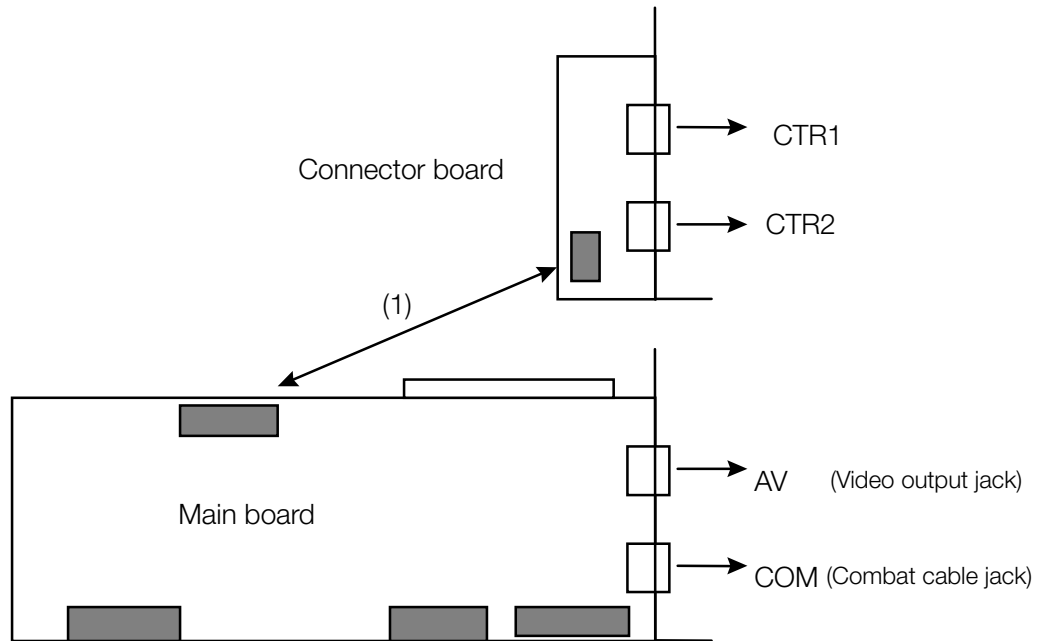 CTR1
Connector board
CTR2
(1)
AV (Video output jack)
Main board
COM (Combat cable jack)